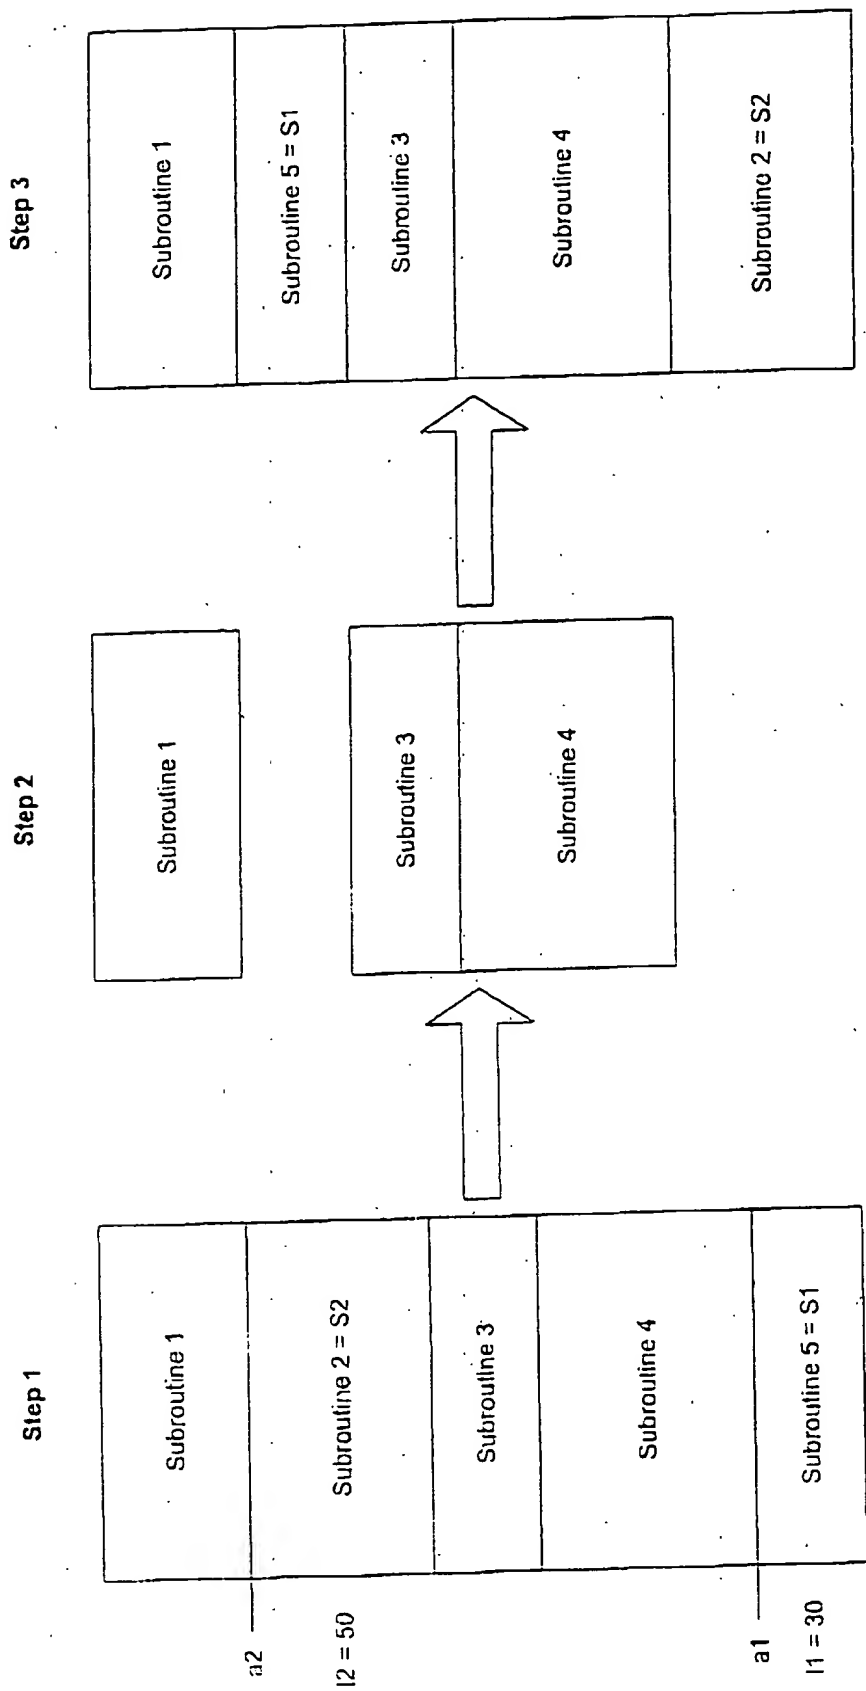 Step 1
Subroutine 1
a2
Subroutine 2 = S2
l2 = 50
Subroutine 3
Subroutine 4
a1
Subroutine 5 = S1
l1 = 30
Step 2
Subroutine 1
Subroutine 3
Subroutine 4
Step 3
Subroutine 1
Subroutine 5 = S1
Subroutine 3
Subroutine 4
Subroutine 2 = S2